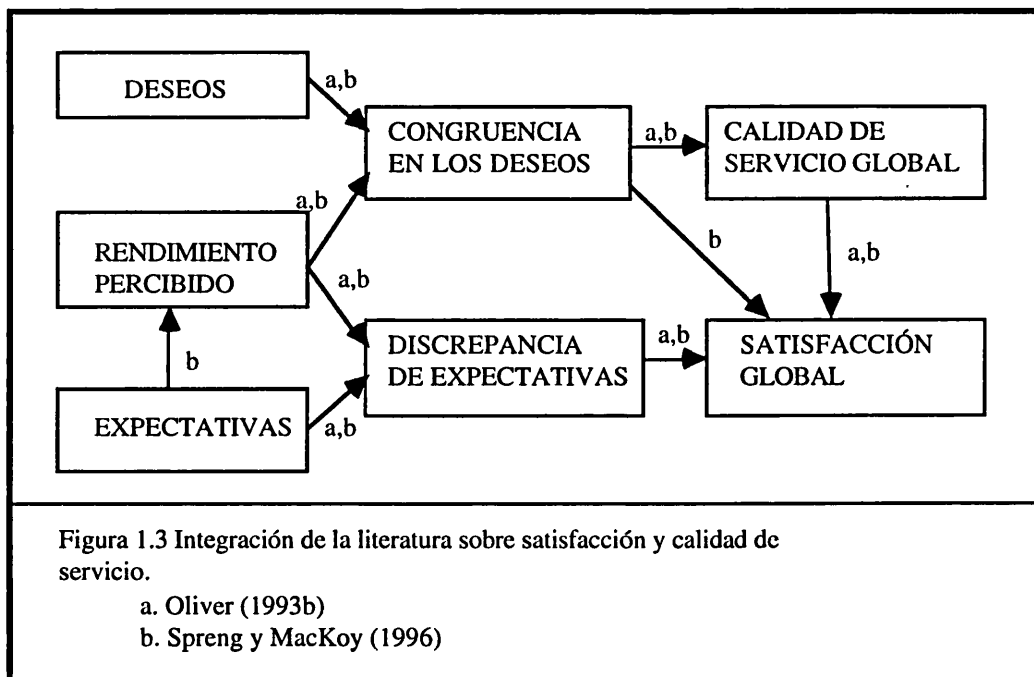 DESEOS
a,b
CONGRUENCIA
EN LOS DESEOS
a,b
CALIDAD DE
SERVICIO GLOBAL
a,b
RENDIMIENTO
PERCIBIDO
b
a,b
a,b
b
DISCREPANCIA
DE EXPECTATIVAS
a,b
SATISFACCIÓN
GLOBAL
EXPECTATIVAS
a,b
Figura 1.3 Integración de la literatura sobre satisfacción y calidad de
servicio.
a. Oliver (1993b)
b. Spreng y MacKoy (1996)